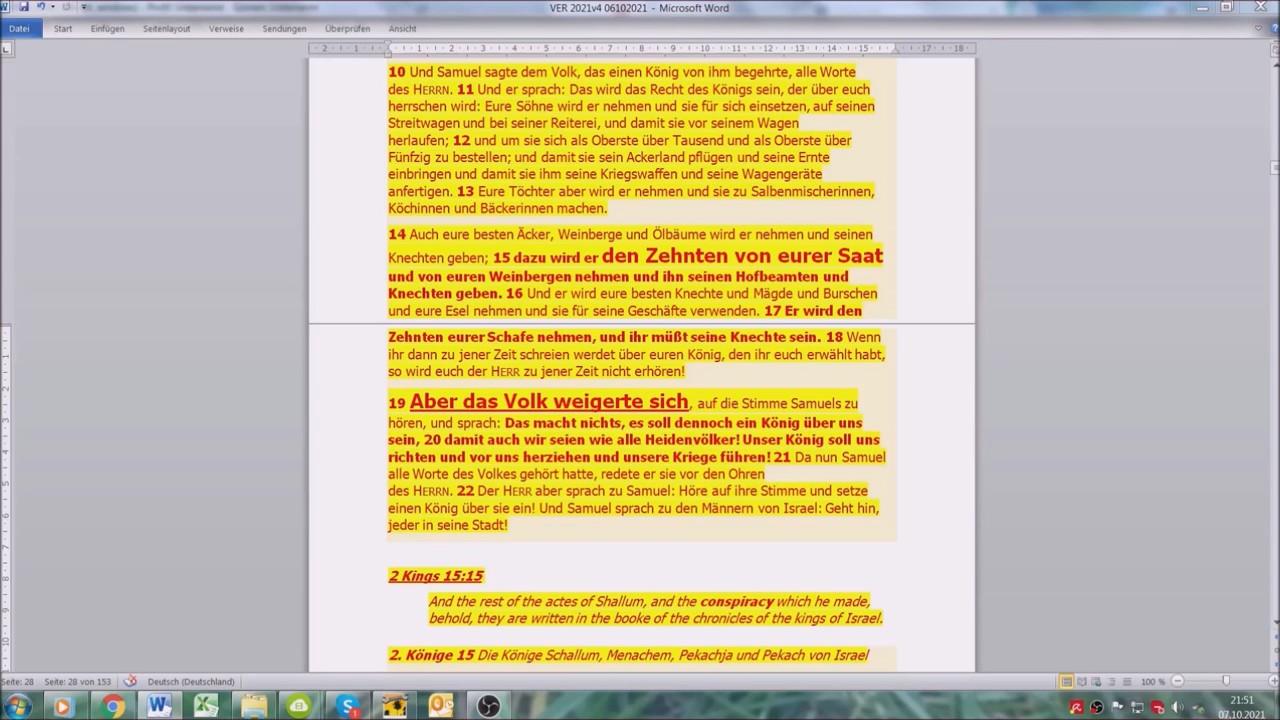 VER 2021v4 06102021 - Microsoft Word
Datei Start Einfügen Seitenlayout Verweise Sendungen Überprüfen Ansicht
10 Und Samuel sagte dem Volk, das einen König von ihm begehrte, alle Worte
des HERRN. 11 Und er sprach: Das wird das Recht des Königs sein, der über euch
herrschen wird: Eure Söhne wird er nehmen und sie für sich einsetzen, auf seinen
Streitwagen und bei seiner Reiterei, und damit sie vor seinem Wagen
herlaufen; 12 und um sie sich als Oberste über Tausend und als Oberste über
Fünfzig zu bestellen; und damit sie sein Ackerland pflügen und seine Ernte
einbringen und damit sie ihm seine Kriegswaffen und seine Wagengeräte
anfertigen. 13 Eure Töchter aber wird er nehmen und sie zu Salbenmischerinnen,
Köchinnen und Bäckerinnen machen.
14 Auch eure besten Äcker, Weinberge und Ölbäume wird er nehmen und seinen
Knechten geben; 15 dazu wird er den Zehnten von eurer Saat
und von euren Weinbergen nehmen und ihn seinen Hofbeamten und
Knechten geben. 16 Und er wird eure besten Knechte und Mägde und Burschen
und eure Esel nehmen und sie für seine Geschäfte verwenden. 17 Er wird den
Zehnten eurer Schafe nehmen, und ihr müßt seine Knechte sein. 18 Wenn
ihr dann zu jener Zeit schreien werdet über euren König, den ihr euch erwählt habt,
so wird euch der HERR zu jener Zeit nicht erhören!
19 Aber das Volk weigerte sich, auf die Stimme Samuels zu
hören, und sprach: Das macht nichts, es soll dennoch ein König über uns
sein, 20 damit auch wir seien wie alle Heidenvölker! Unser König soll uns
richten und vor uns herziehen und unsere Kriege führen! 21 Da nun Samuel
alle Worte des Volkes gehört hatte, redete er sie vor den Ohren
des HERRN. 22 Der HERR aber sprach zu Samuel: Höre auf ihre Stimme und setze
einen König über sie ein! Und Samuel sprach zu den Männern von Israel: Geht hin,
jeder in seine Stadt!
2 Kings 15:15
And the rest of the actes of Shallum, and the conspiracy which he made,
behold, they are written in the booke of the chronicles of the kings of Israel.
2. Könige 15 Die Könige Schallum, Menachem, Pekachja und Pekach von Israel
Seite: 28 Seite: 28 von 153 Deutsch (Deutschland) 100 %
21:51
07.10.2021